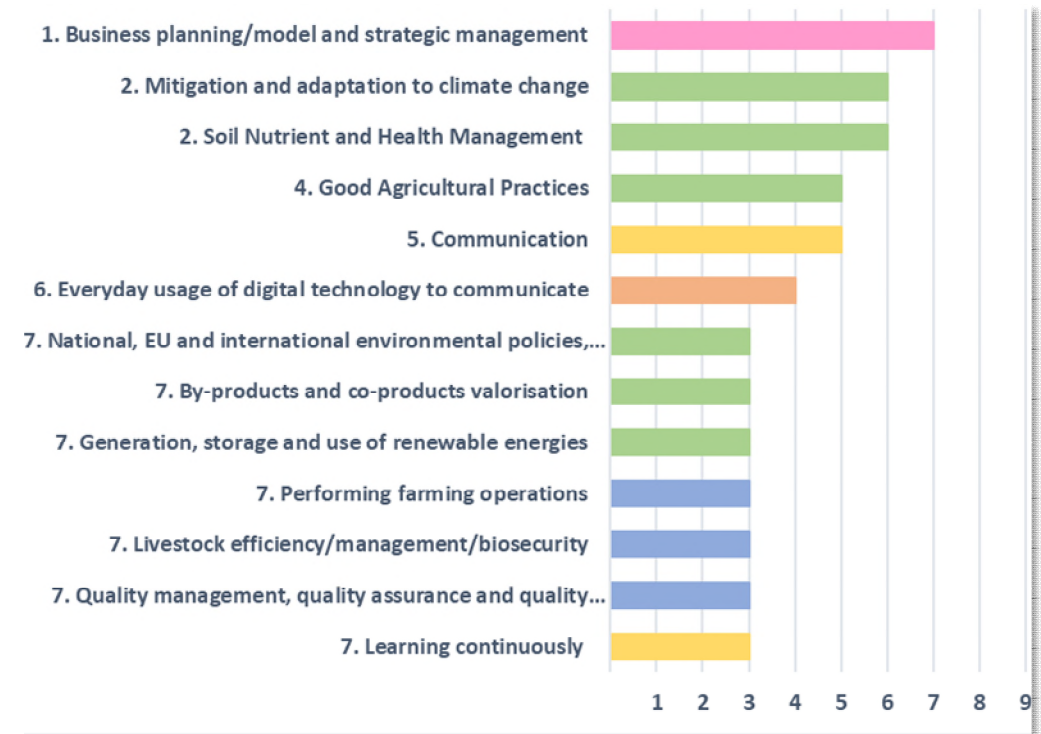 1. Business planning/model and strategic management
2. Mitigation and adaptation to climate change
2. Soil Nutrient and Health Management
4. Good Agricultural Practices
5. Communication
6. Everyday usage of digital technology to communicate
7. National, EU and international environmental policies,...
7. By-products and co-products valorisation
7. Generation, storage and use of renewable energies
7. Performing farming operations
7. Livestock efficiency/management/biosecurity
7. Quality management, quality assurance and quality...
7. Learning continuously
1 2 3 4 5 6 7 8 9